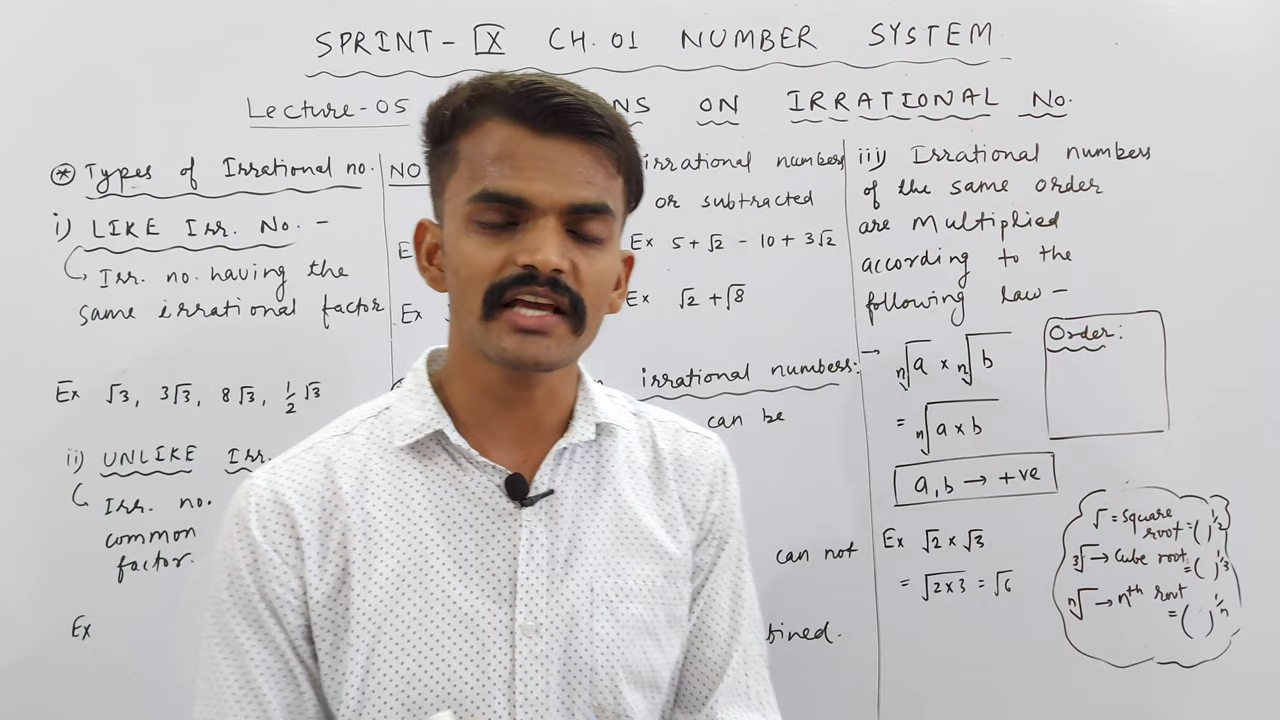 SPRINT-IX CH.01 NUMBER SYSTEM
Lecture-05 NS ON IRRATIONAL No.
⊛ Types of Irrational no.
i) LIKE Irr. No. -
↳ Irr. no. having the
same irrational factor
Ex √3, 3√3, 8√3, 1/2 √3
ii) UNLIKE Irr.
Irr. no.
common
factor.
Ex
NO
E
Ex
irrational numbers
or subtracted
Ex 5+√2 - 10+3√2
Ex √2 + √8
irrational numbers:
can be
can not
fined.
iii) Irrational numbers
of the same order
are Multiplied
according to the
following law -
→ ⁿ√a × ⁿ√b
= ⁿ√a×b
a, b → +ve
Ex √2 × √3
= √2×3 = √6
Order:
√ = square
root = ( )^1/2
³√ → Cube root
= ( )^1/3
ⁿ√ → nth root
= ( )^1/n